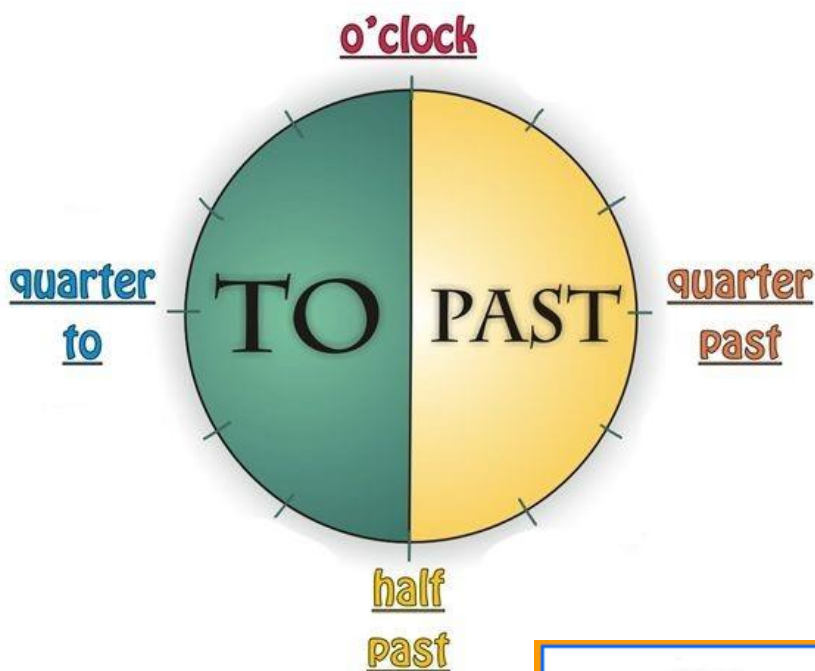 o'clock
quarter
to
TO
PAST
quarter
past
half
past